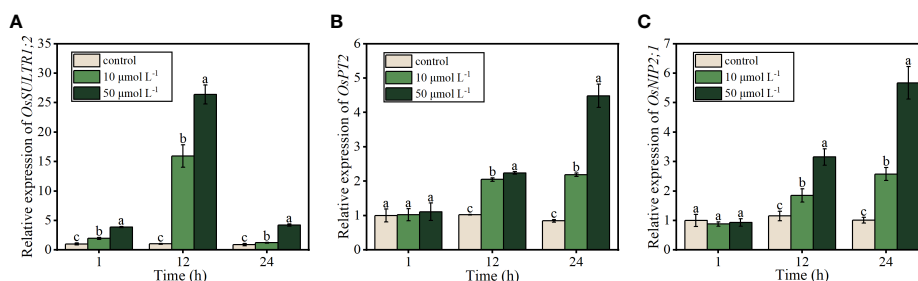 A
Relative expression of OsSULTR1;2
35
30
25
20
15
10
5
0
control
10 μmol L⁻¹
50 μmol L⁻¹
c
b
a
c
b
a
c
b
a
1
12
24
Time (h)
B
Relative expression of OsPT2
6
5
4
3
2
1
0
control
10 μmol L⁻¹
50 μmol L⁻¹
a
a
a
c
b
a
c
b
a
1
12
24
Time (h)
C
Relative expression of OsNIP2;1
7
6
5
4
3
2
1
0
control
10 μmol L⁻¹
50 μmol L⁻¹
a
a
a
c
b
a
c
b
a
1
12
24
Time (h)